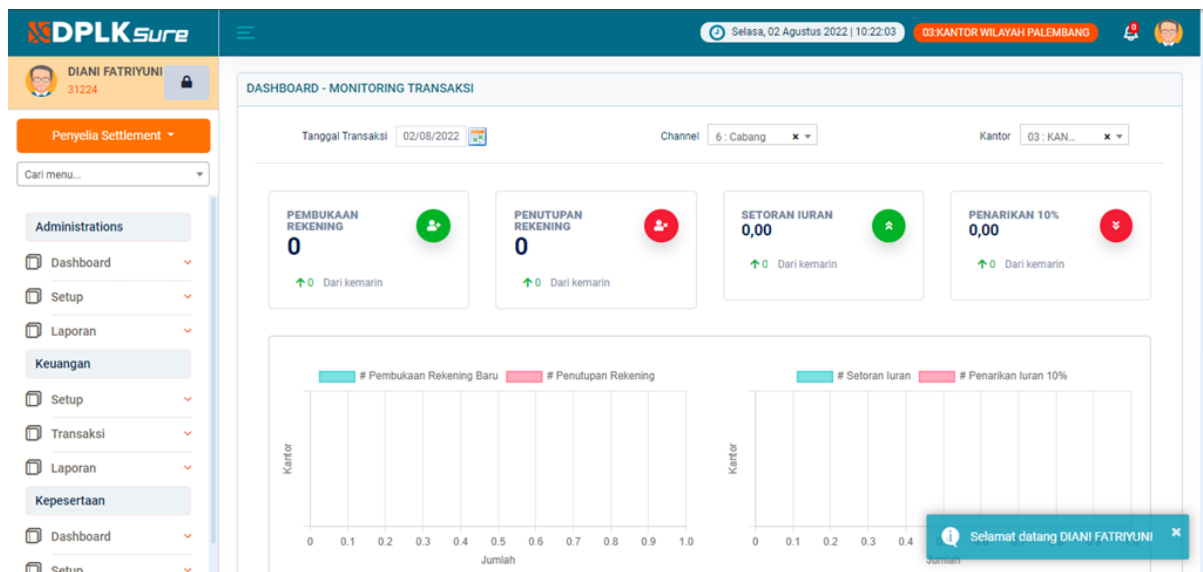 DPLKSure
Selasa, 02 Agustus 2022 | 10:22:03
03:KANTOR WILAYAH PALEMBANG
DIANI FATRIYUNI
31224
Penyelia Settlement
Cari menu...
Administrations
Dashboard
Setup
Laporan
Keuangan
Setup
Transaksi
Laporan
Kepesertaan
Dashboard
Setup
DASHBOARD - MONITORING TRANSAKSI
Tanggal Transaksi 02/08/2022
Channel 6 : Cabang x
Kantor 03 : KAN... x
PEMBUKAAN
REKENING
0
0 Dari kemarin
PENUTUPAN
REKENING
0
0 Dari kemarin
SETORAN IURAN
0,00
0 Dari kemarin
PENARIKAN 10%
0,00
0 Dari kemarin
# Pembukaan Rekening Baru # Penutupan Rekening
Kantor
0 0.1 0.2 0.3 0.4 0.5 0.6 0.7 0.8 0.9 1.0
Jumlah
# Setoran Iuran # Penarikan Iuran 10%
Kantor
0 0.1 0.2 0.3 0.4
Jumlah
Selamat datang DIANI FATRIYUNI x